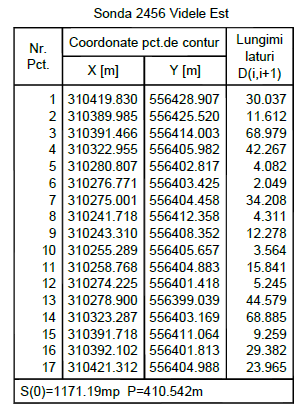 Sonda 2456 Videle Est
Nr. Pct. Coordonate pct.de contur Lungimi laturi D(i,i+1)
X [m] Y [m]
1 310419.830 556428.907 30.037
2 310389.985 556425.520 11.612
3 310391.466 556414.003 68.979
4 310322.955 556405.982 42.267
5 310280.807 556402.817 4.082
6 310276.771 556403.425 2.049
7 310275.001 556404.458 34.208
8 310241.718 556412.358 4.311
9 310243.310 556408.352 12.278
10 310255.289 556405.657 3.564
11 310258.768 556404.883 15.841
12 310274.225 556401.418 5.245
13 310278.900 556399.039 44.579
14 310323.287 556403.169 68.885
15 310391.718 556411.064 9.259
16 310392.102 556401.813 29.382
17 310421.312 556404.988 23.965
S(0)=1171.19mp P=410.542m